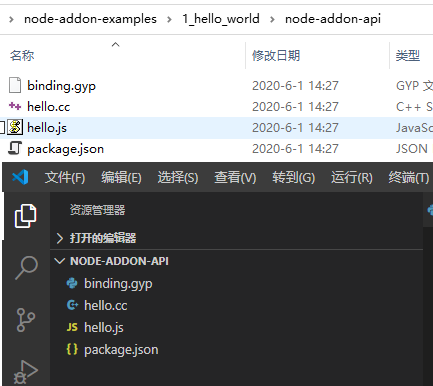 node-addon-examples > 1_hello_world > node-addon-api
名称 修改日期 类型
binding.gyp 2020-6-1 14:27 GYP 文
hello.cc 2020-6-1 14:27 C++ S
hello.js 2020-6-1 14:27 JavaSc
package.json 2020-6-1 14:27 JSON
文件(F) 编辑(E) 选择(S) 查看(V) 转到(G) 运行(R) 终端(T)
资源管理器
打开的编辑器
NODE-ADDON-API
binding.gyp
C++ hello.cc
JS hello.js
{ } package.json